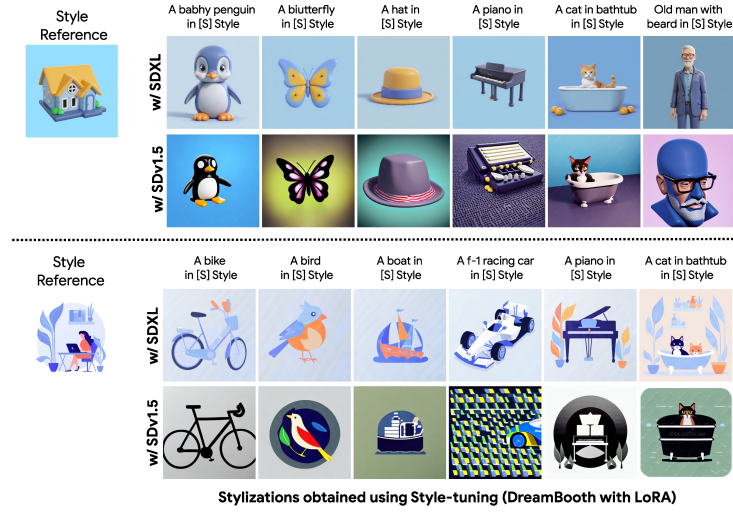 Style
Reference
A babhy penguin
in [S] Style
A biutterfly
in [S] Style
A hat in
[S] Style
A piano in
[S] Style
A cat in bathtub
in [S] Style
Old man with
beard in [S] Style
w/ SDXL
w/ SDv1.5
Style
Reference
A bike
in [S] Style
A bird
in [S] Style
A boat in
[S] Style
A f-1 racing car
in [S] Style
A piano in
[S] Style
A cat in bathtub
in [S] Style
w/ SDXL
w/ SDv1.5
Stylizations obtained using Style-tuning (DreamBooth with LoRA)